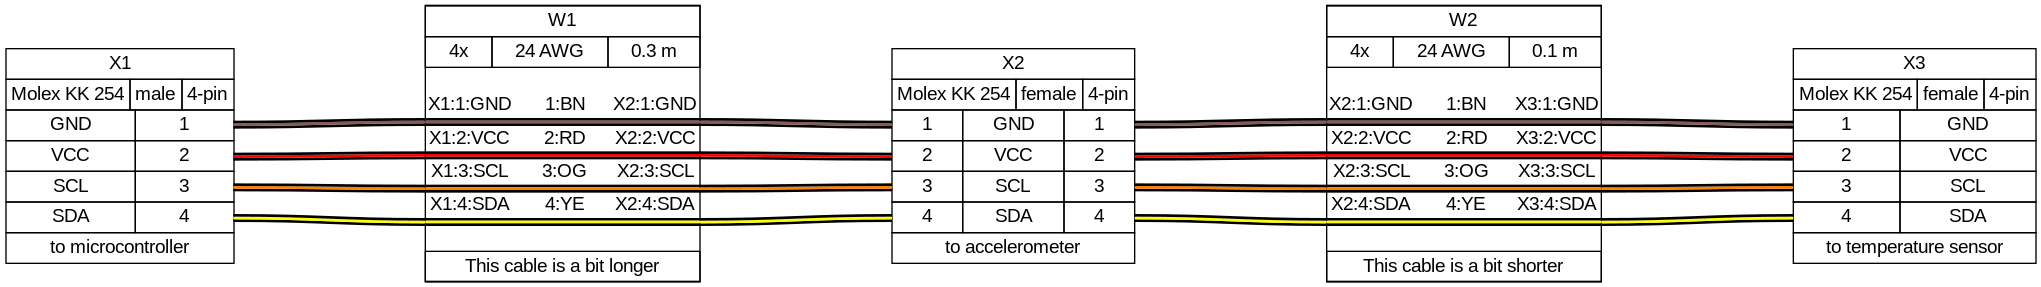 X1
Molex KK 254 male 4-pin
GND 1
VCC 2
SCL 3
SDA 4
to microcontroller
W1
4x 24 AWG 0.3 m
X1:1:GND 1:BN X2:1:GND
X1:2:VCC 2:RD X2:2:VCC
X1:3:SCL 3:OG X2:3:SCL
X1:4:SDA 4:YE X2:4:SDA
This cable is a bit longer
X2
Molex KK 254 female 4-pin
1 GND 1
2 VCC 2
3 SCL 3
4 SDA 4
to accelerometer
W2
4x 24 AWG 0.1 m
X2:1:GND 1:BN X3:1:GND
X2:2:VCC 2:RD X3:2:VCC
X2:3:SCL 3:OG X3:3:SCL
X2:4:SDA 4:YE X3:4:SDA
This cable is a bit shorter
X3
Molex KK 254 female 4-pin
1 GND
2 VCC
3 SCL
4 SDA
to temperature sensor